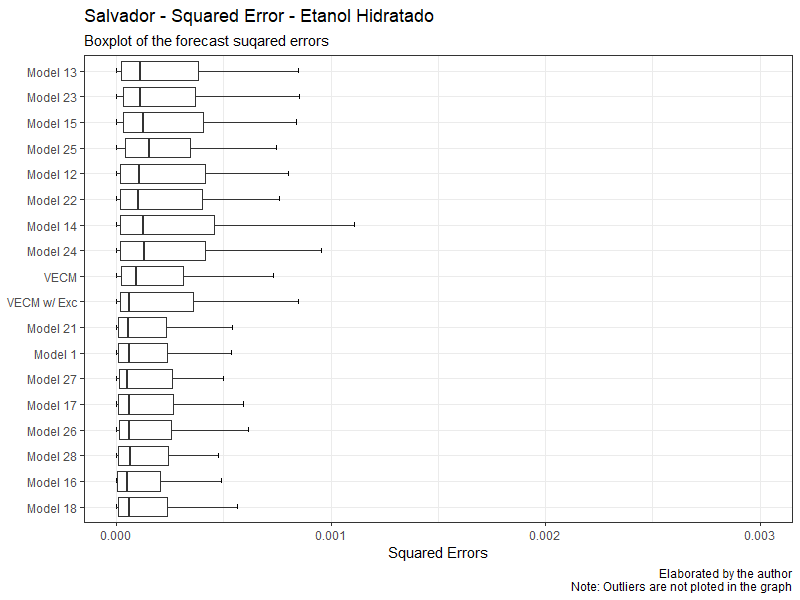 Salvador - Squared Error - Etanol Hidratado
Boxplot of the forecast suqared errors
Model 13
Model 23
Model 15
Model 25
Model 12
Model 22
Model 14
Model 24
VECM
VECM w/ Exc
Model 21
Model 1
Model 27
Model 17
Model 26
Model 28
Model 16
Model 18
0.000 0.001 0.002 0.003
Squared Errors
Elaborated by the author
Note: Outliers are not ploted in the graph